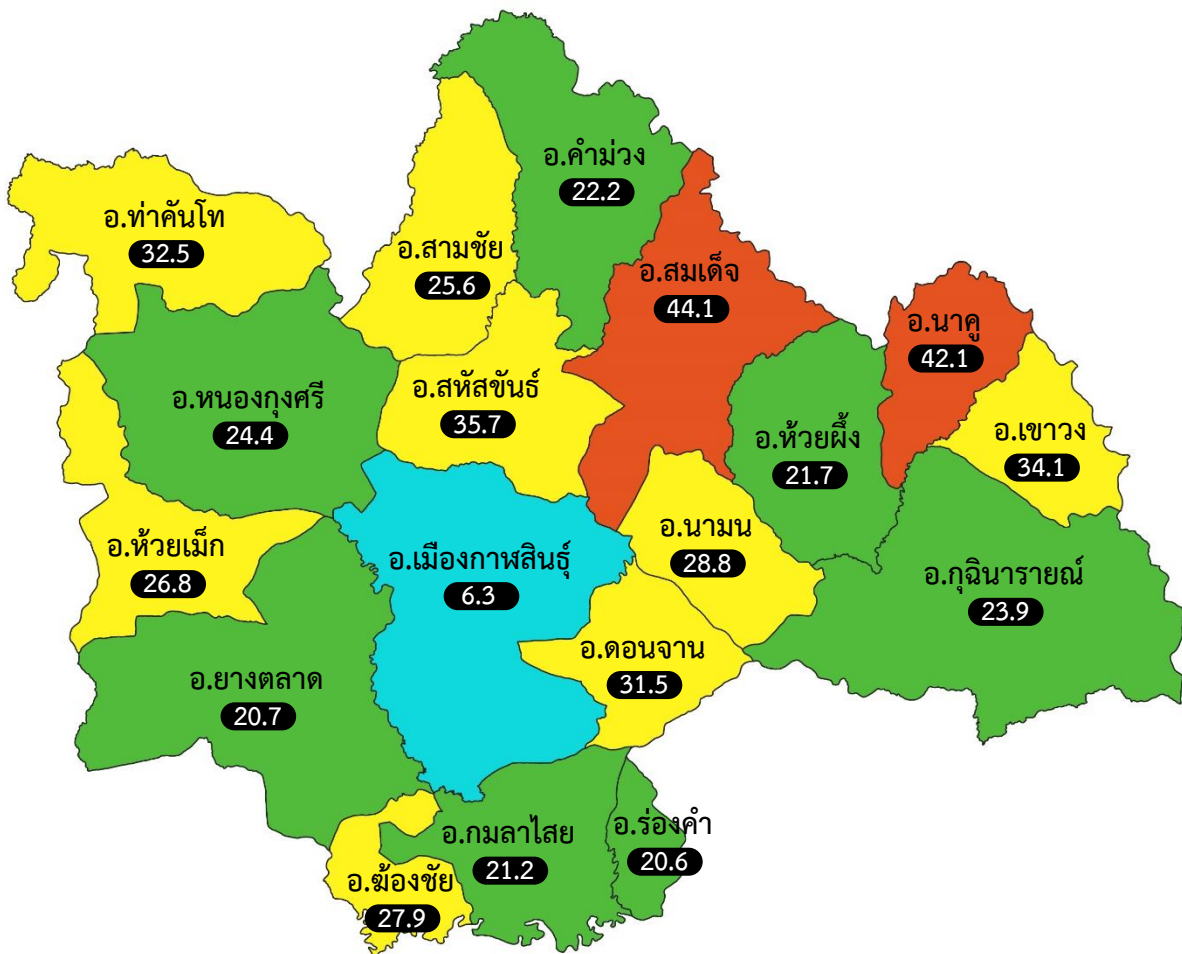 อ.คำม่วง
22.2
อ.ท่าคันโท
32.5
อ.สามชัย
25.6
อ.สมเด็จ
44.1
อ.นาคู
42.1
อ.หนองกุงศรี
24.4
อ.สหัสขันธ์
35.7
อ.ห้วยผึ้ง
21.7
อ.เขาวง
34.1
อ.ห้วยเม็ก
26.8
อ.เมืองกาฬสินธุ์
6.3
อ.นามน
28.8
อ.กุฉินารายณ์
23.9
อ.ดอนจาน
31.5
อ.ยางตลาด
20.7
อ.กมลาไสย
21.2
อ.ร่องคำ
20.6
อ.ฆ้องชัย
27.9